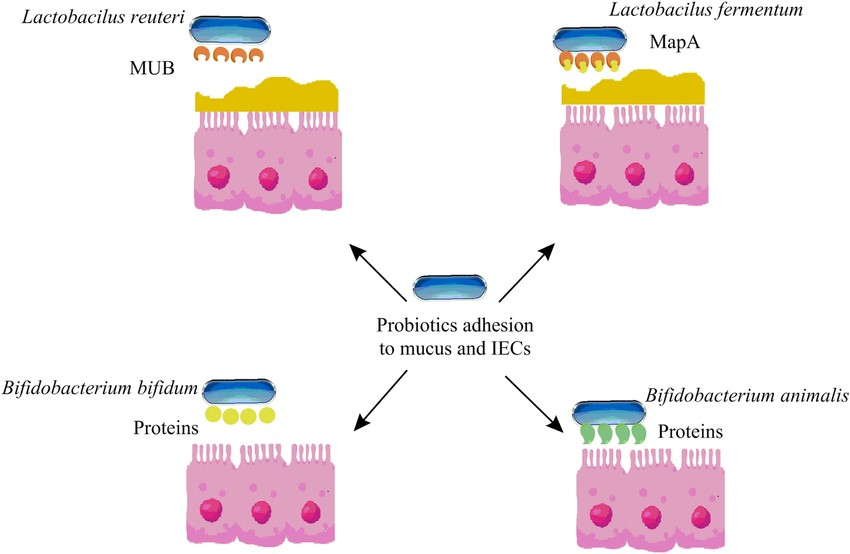 Lactobacilus reuteri
MUB
Lactobacilus fermentum
MapA
Probiotics adhesion
to mucus and IECs
Bifidobacterium bifidum
Proteins
Bifidobacterium animalis
Proteins